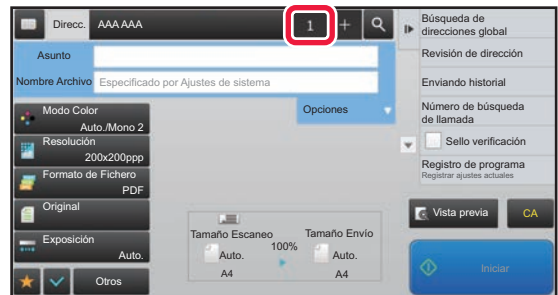 Direcc. AAA AAA 1 +
Asunto
Nombre Archivo Especificado por Ajustes de sistema
Opciones
Modo Color
Auto./Mono 2
Resolución
200x200ppp
Formato de Fichero
PDF
Original
Exposición
Auto.
Otros
Tamaño Escaneo
Auto.
A4
100%
Tamaño Envío
Auto.
A4
Búsqueda de
direcciones global
Revisión de dirección
Enviando historial
Número de búsqueda
de llamada
Sello verificación
Registro de programa
Registrar ajustes actuales
Vista previa
CA
Iniciar